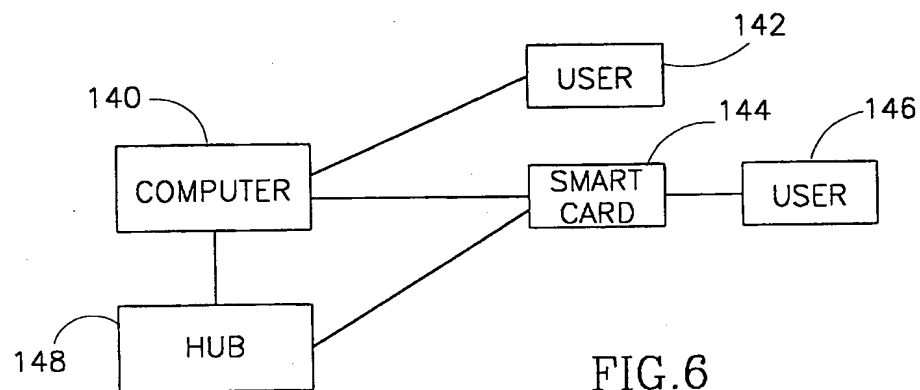 142
USER
140
144
146
COMPUTER
SMART
CARD
USER
148
HUB
FIG.6